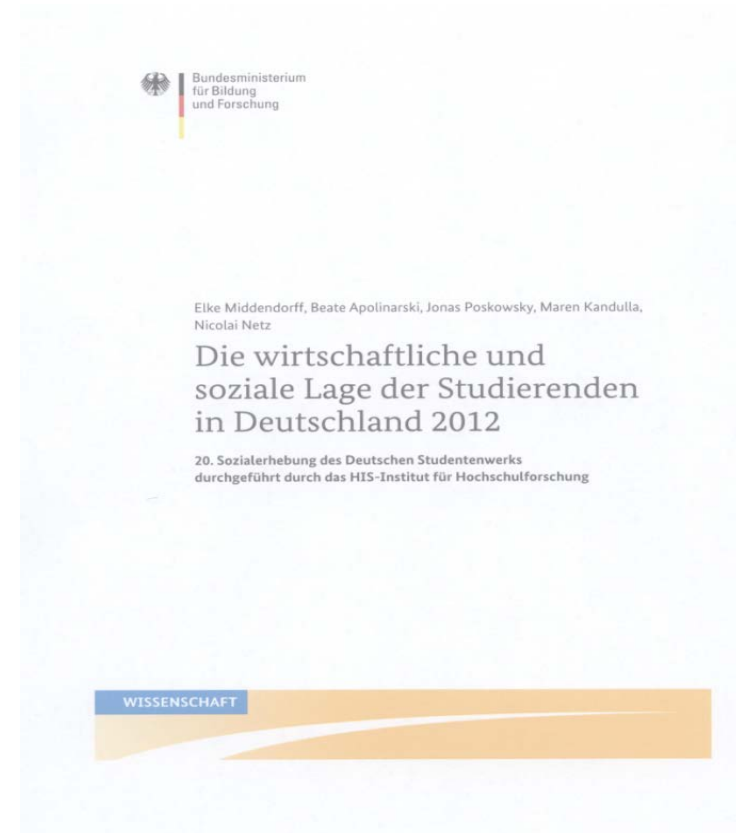 Bundesministerium
für Bildung
und Forschung
Elke Middendorff, Beate Apolinarski, Jonas Poskowsky, Maren Kandulla,
Nicolai Netz
Die wirtschaftliche und
soziale Lage der Studierenden
in Deutschland 2012
20. Sozialerhebung des Deutschen Studentenwerks
durchgeführt durch das HIS-Institut für Hochschulforschung
WISSENSCHAFT